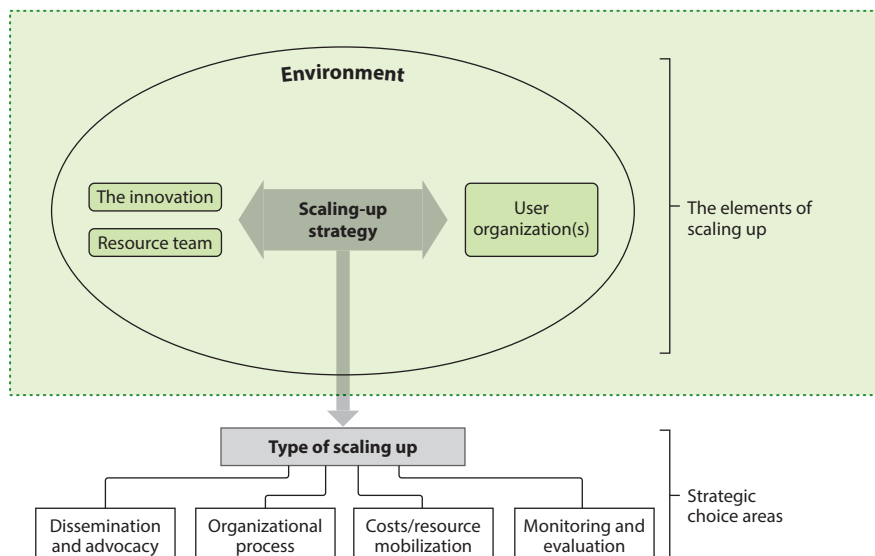 Environment
The innovation
Resource team
Scaling-up
strategy
User
organization(s)
The elements of
scaling up
Type of scaling up
Strategic
choice areas
Dissemination
and advocacy
Organizational
process
Costs/resource
mobilization
Monitoring and
evaluation